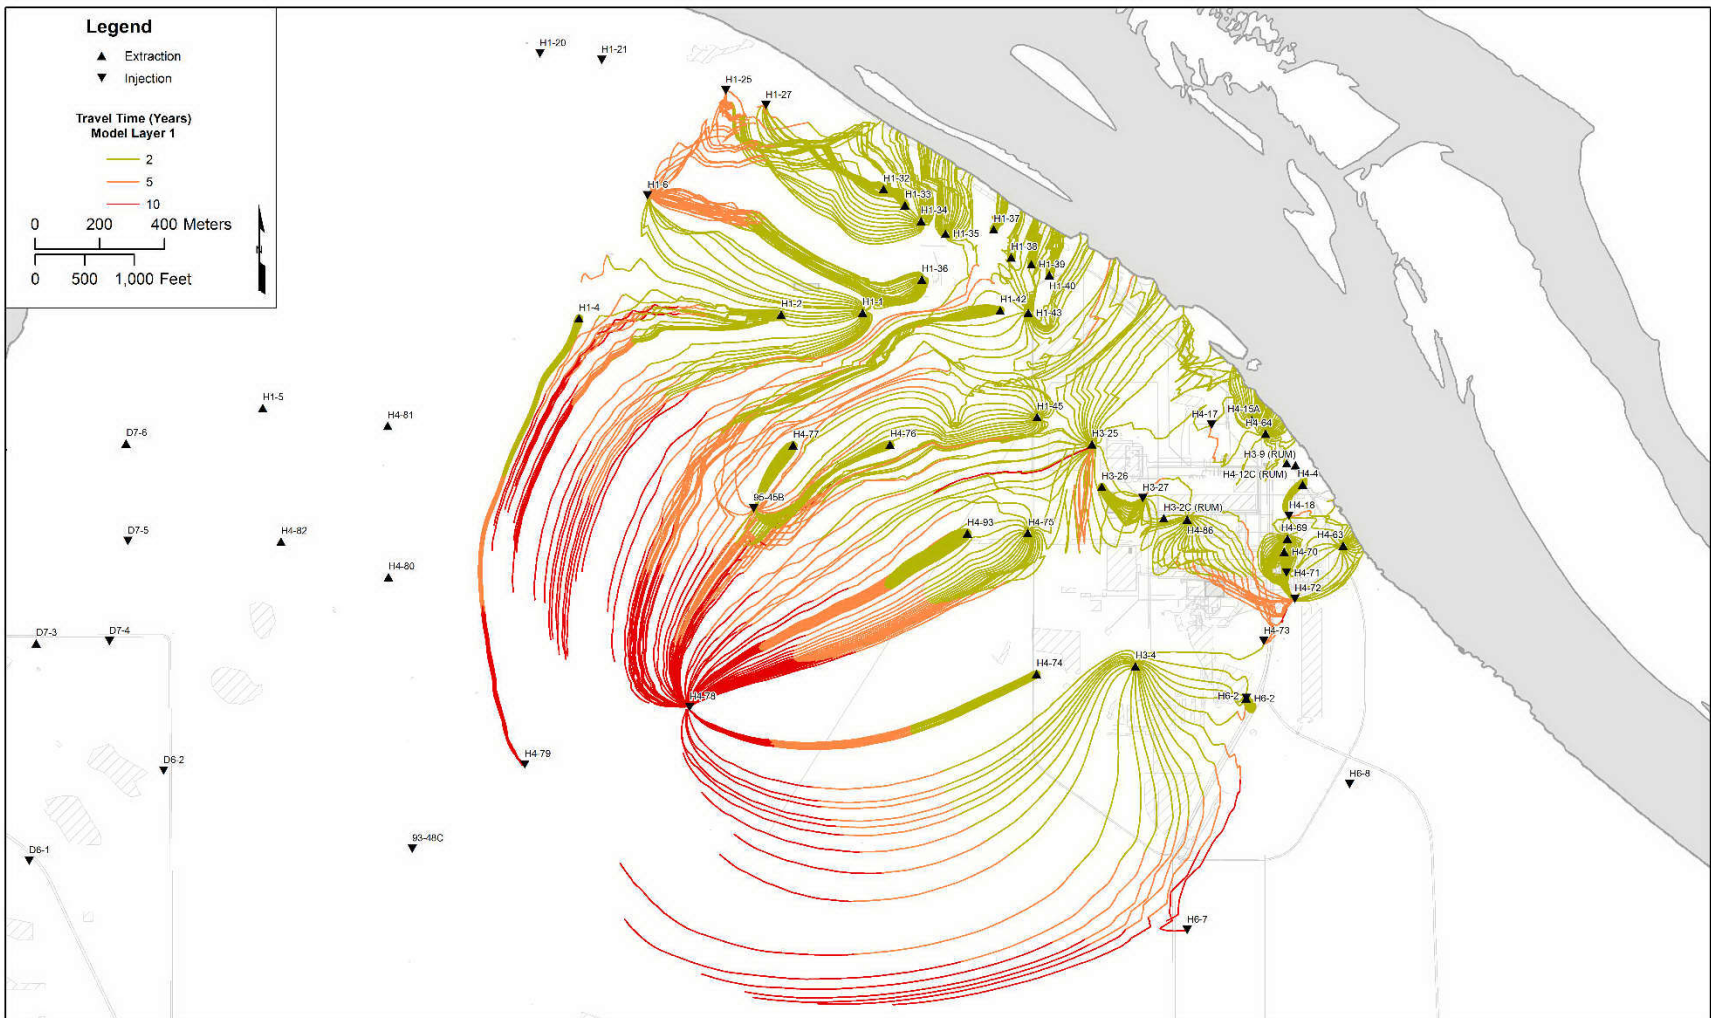 Legend
Extraction
Injection
Travel Time (Years)
Model Layer 1
2
5
10
0 200 400 Meters
0 500 1,000 Feet
N
H1-20
H1-21
H1-25
H1-27
H1-6
H1-32
H1-33
H1-34
H1-35
H1-37
H1-38
H1-39
H1-40
H1-36
H1-42
H1-43
H1-1
H1-2
H1-4
H1-5
H4-81
D7-6
H1-45
H4-17
H4-15A
H4-64
H4-77
H4-76
H3-25
H3-9 (RUM)
H4-12C (RUM)
H4-4
H3-26
H3-27
95-45B
H3-2C (RUM)
H4-86
H4-18
H4-93
H4-75
H4-69
H4-63
H4-70
D7-5
H4-82
H4-80
H4-71
H4-72
D7-3
D7-4
H4-73
H4-74
H3-4
H4-78
H6-2
H6-2
H4-79
D6-2
H6-8
93-48C
D6-1
H6-7